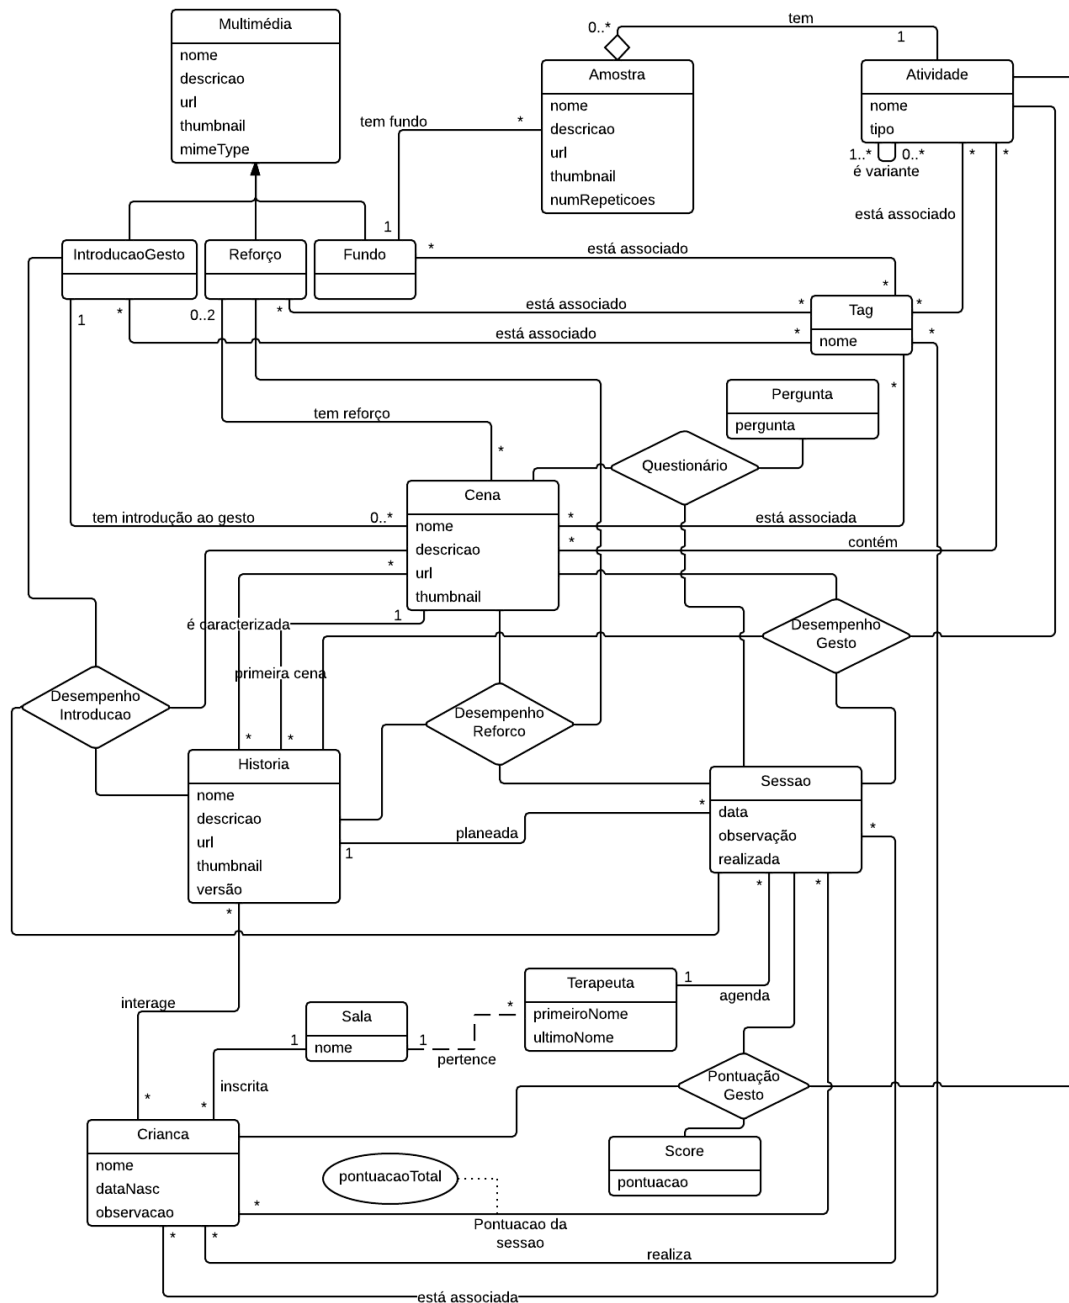 Multimédia
nome
descricao
url
thumbnail
mimeType
0..*
tem
1
Amostra
nome
descricao
url
thumbnail
numRepeticoes
Atividade
nome
tipo
1..*
0..*
é variante
*
*
tem fundo
*
1
está associado
IntroducaoGesto
Reforço
Fundo
*
está associado
*
1
*
0..2
*
está associado
*
*
está associado
*
*
Tag
nome
*
Pergunta
pergunta
tem reforço
*
Questionário
Cena
nome
descricao
url
thumbnail
tem introdução ao gesto
0..*
*
está associada
*
contém
*
1
é caracterizada
primeira cena
*
*
Desempenho
Gesto
Desempenho
Introducao
Desempenho
Reforco
Historia
nome
descricao
url
thumbnail
versão
*
1
planeada
*
Sessao
data
observação
realizada
*
*
*
interage
*
Sala
nome
1
1
pertence
*
Terapeuta
primeiroNome
ultimoNome
1
agenda
inscrita
*
Pontuação
Gesto
Score
pontuacao
Crianca
nome
dataNasc
observacao
*
*
*
pontuacaoTotal
Pontuacao da
sessao
realiza
está associada